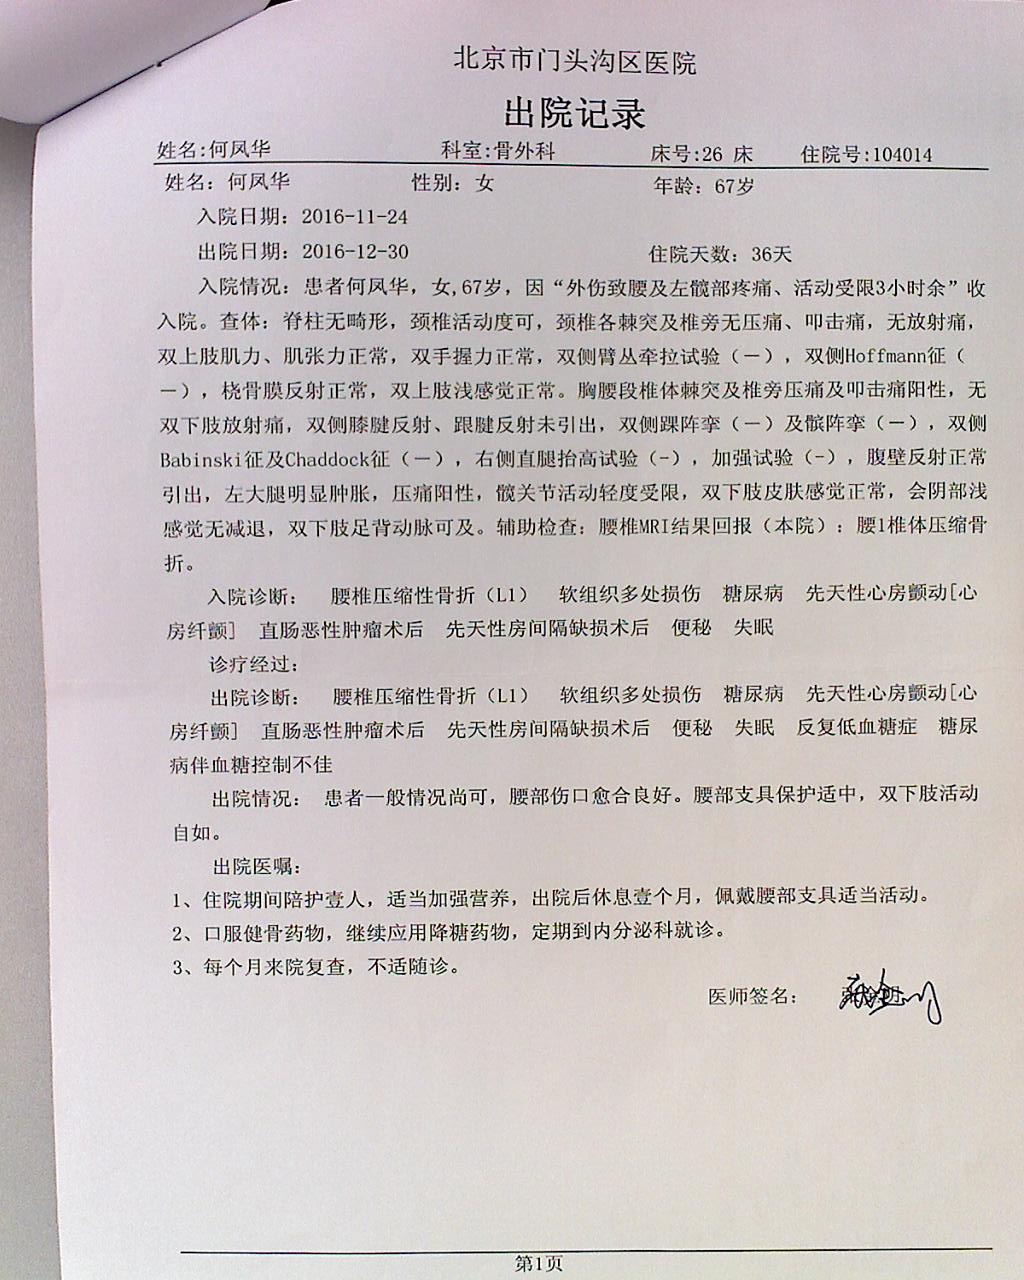 北京市门头沟区医院
出院记录
姓名:何凤华 科室:骨外科 床号:26 床 住院号:104014
姓名：何凤华 性别：女 年龄：67岁
入院日期：2016-11-24
出院日期：2016-12-30 住院天数：36天
入院情况：患者何凤华，女,67岁，因“外伤致腰及左髋部疼痛、活动受限3小时余”收
入院。查体：脊柱无畸形，颈椎活动度可，颈椎各棘突及椎旁无压痛、叩击痛，无放射痛，
双上肢肌力、肌张力正常，双手握力正常，双侧臂丛牵拉试验（－），双侧Hoffmann征（
－），桡骨膜反射正常，双上肢浅感觉正常。胸腰段椎体棘突及椎旁压痛及叩击痛阳性，无
双下肢放射痛，双侧膝腱反射、跟腱反射未引出，双侧踝阵挛（－）及髌阵挛（－），双侧
Babinski征及Chaddock征（－），右侧直腿抬高试验（-），加强试验（-），腹壁反射正常
引出，左大腿明显肿胀，压痛阳性，髋关节活动轻度受限，双下肢皮肤感觉正常，会阴部浅
感觉无减退，双下肢足背动脉可及。辅助检查：腰椎MRI结果回报（本院）：腰1椎体压缩骨
折。
入院诊断： 腰椎压缩性骨折（L1） 软组织多处损伤 糖尿病 先天性心房颤动[心
房纤颤] 直肠恶性肿瘤术后 先天性房间隔缺损术后 便秘 失眠
诊疗经过：
出院诊断： 腰椎压缩性骨折（L1） 软组织多处损伤 糖尿病 先天性心房颤动[心
房纤颤] 直肠恶性肿瘤术后 先天性房间隔缺损术后 便秘 失眠 反复低血糖症 糖尿
病伴血糖控制不佳
出院情况： 患者一般情况尚可，腰部伤口愈合良好。腰部支具保护适中，双下肢活动
自如。
出院医嘱：
1、住院期间陪护壹人，适当加强营养，出院后休息壹个月，佩戴腰部支具适当活动。
2、口服健骨药物，继续应用降糖药物，定期到内分泌科就诊。
3、每个月来院复查，不适随诊。
医师签名：
第1页